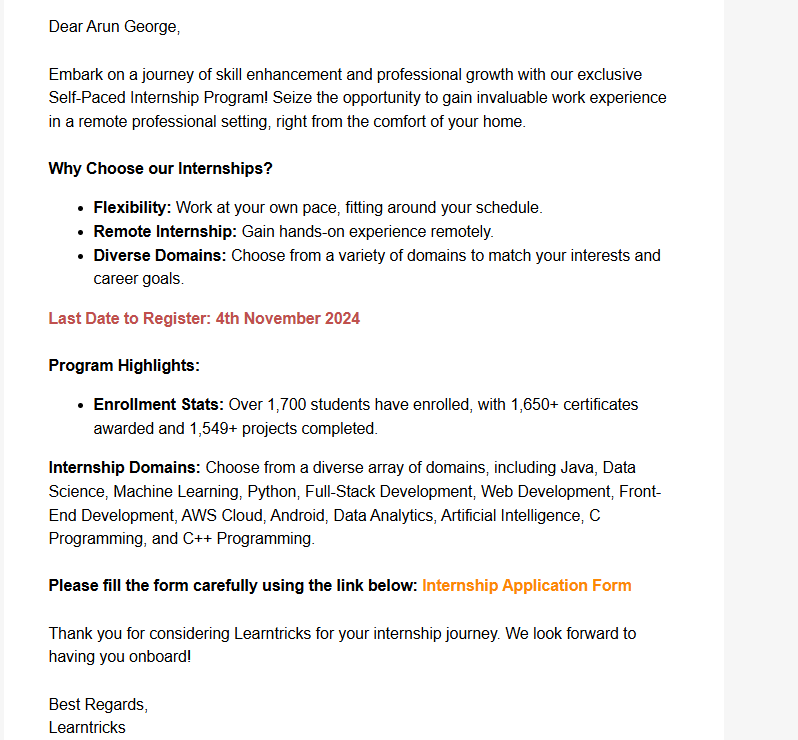 Dear Arun George,
Embark on a journey of skill enhancement and professional growth with our exclusive
Self-Paced Internship Program! Seize the opportunity to gain invaluable work experience
in a remote professional setting, right from the comfort of your home.
Why Choose our Internships?
• Flexibility: Work at your own pace, fitting around your schedule.
• Remote Internship: Gain hands-on experience remotely.
• Diverse Domains: Choose from a variety of domains to match your interests and
career goals.
Last Date to Register: 4th November 2024
Program Highlights:
• Enrollment Stats: Over 1,700 students have enrolled, with 1,650+ certificates
awarded and 1,549+ projects completed.
Internship Domains: Choose from a diverse array of domains, including Java, Data
Science, Machine Learning, Python, Full-Stack Development, Web Development, Front-
End Development, AWS Cloud, Android, Data Analytics, Artificial Intelligence, C
Programming, and C++ Programming.
Please fill the form carefully using the link below: Internship Application Form
Thank you for considering Learntricks for your internship journey. We look forward to
having you onboard!
Best Regards,
Learntricks